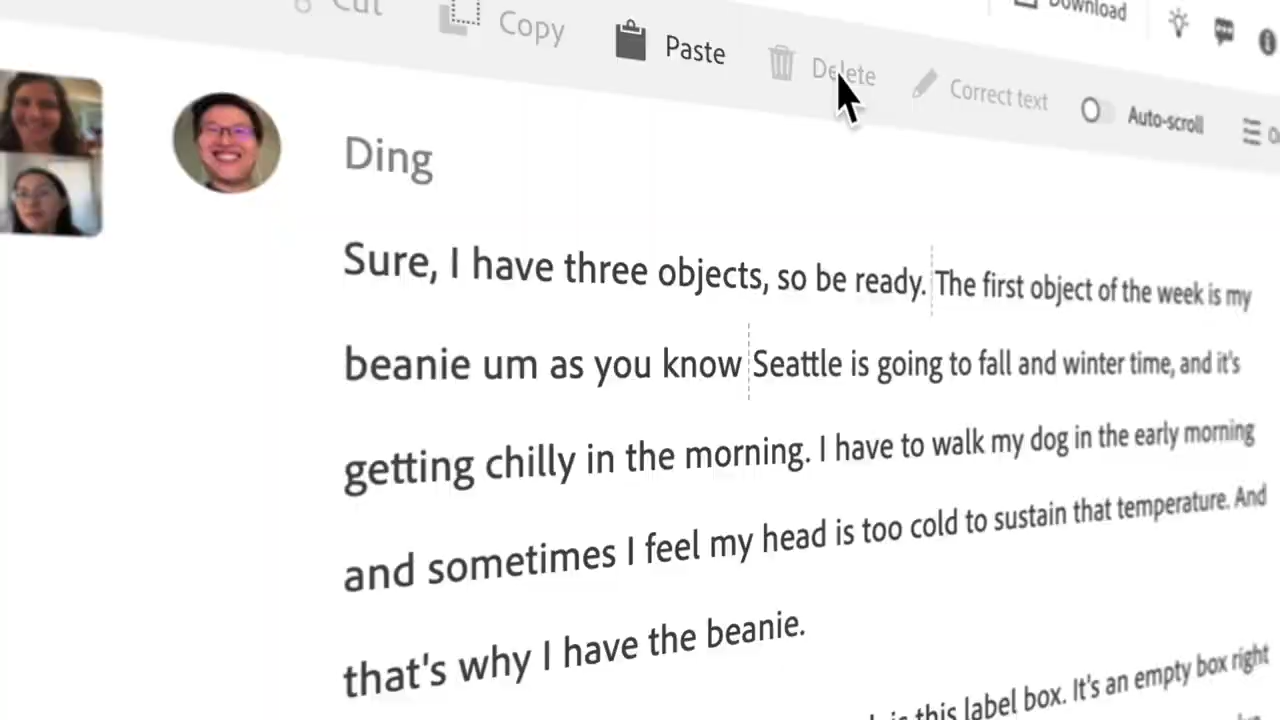 Cut Copy Paste Delete Correct text Auto-scroll
Download
Ding
Sure, I have three objects, so be ready. The first object of the week is my
beanie um as you know Seattle is going to fall and winter time, and it's
getting chilly in the morning. I have to walk my dog in the early morning
and sometimes I feel my head is too cold to sustain that temperature. And
that's why I have the beanie.
is this label box. It's an empty box right